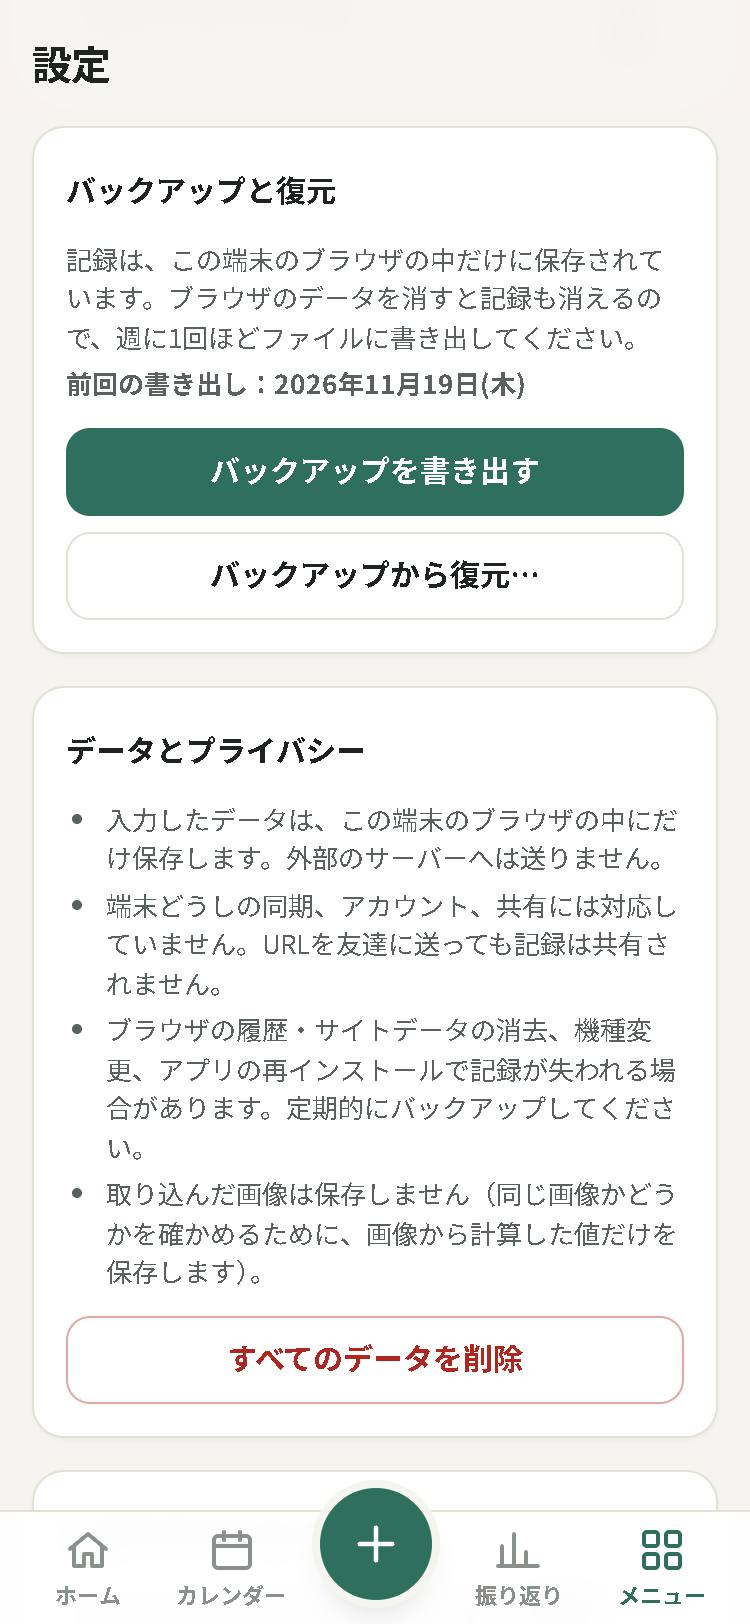 設定
バックアップと復元
記録は、この端末のブラウザの中だけに保存されて
います。ブラウザのデータを消すと記録も消えるの
で、週に1回ほどファイルに書き出してください。
前回の書き出し：2026年11月19日(木)
バックアップを書き出す
バックアップから復元…
データとプライバシー
• 入力したデータは、この端末のブラウザの中にだ
け保存します。外部のサーバーへは送りません。
• 端末どうしの同期、アカウント、共有には対応し
ていません。URLを友達に送っても記録は共有さ
れません。
• ブラウザの履歴・サイトデータの消去、機種変
更、アプリの再インストールで記録が失われる場
合があります。定期的にバックアップしてくださ
い。
• 取り込んだ画像は保存しません（同じ画像かどう
かを確かめるために、画像から計算した値だけを
保存します）。
すべてのデータを削除
ホーム
カレンダー
振り返り
メニュー